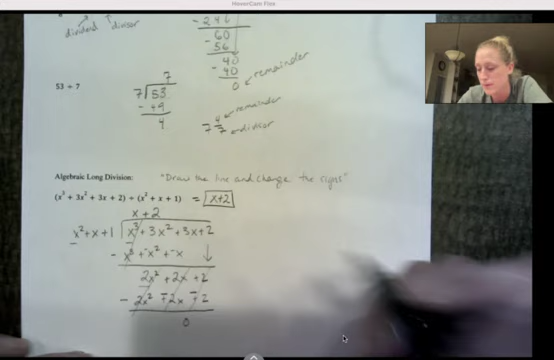 HoverCam Flex
dividend divisor
- 246
60
- 56
40
- 40
0 remainder
53 ÷ 7
7
7 53
- 49
4
7 4/7 remainder
divisor
Algebraic Long Division: "Draw the line and change the signs"
(x³ + 3x² + 3x + 2) ÷ (x² + x + 1) = x+2
x + 2
x²+x+1 x³+3x²+3x+2
- x³ + x² + x
2x² + 2x + 2
- 2x² + 2x + 2
0